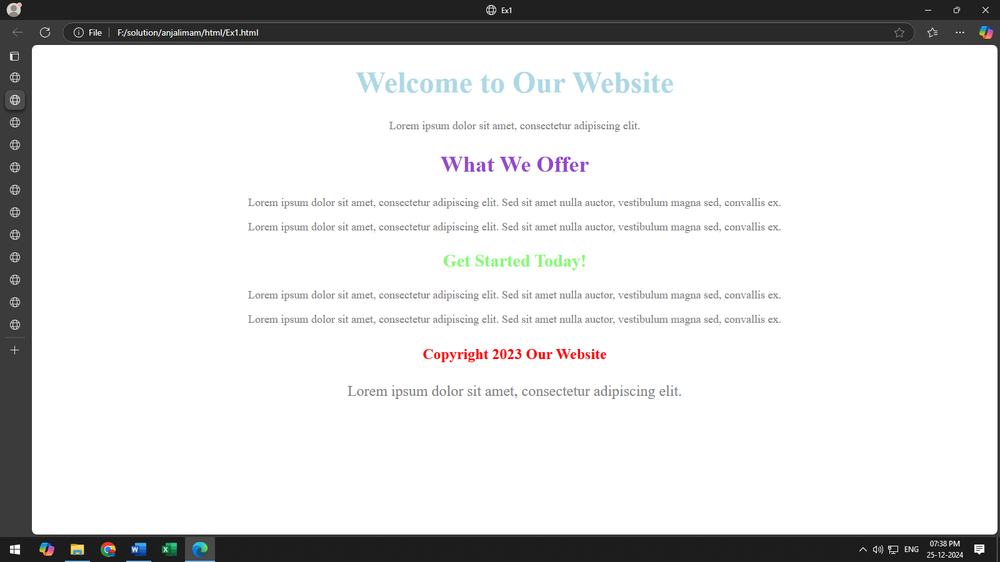 Ex1
File
F:/solution/anjalimam/html/Ex1.html
Welcome to Our Website
Lorem ipsum dolor sit amet, consectetur adipiscing elit.
What We Offer
Lorem ipsum dolor sit amet, consectetur adipiscing elit. Sed sit amet nulla auctor, vestibulum magna sed, convallis ex.
Lorem ipsum dolor sit amet, consectetur adipiscing elit. Sed sit amet nulla auctor, vestibulum magna sed, convallis ex.
Get Started Today!
Lorem ipsum dolor sit amet, consectetur adipiscing elit. Sed sit amet nulla auctor, vestibulum magna sed, convallis ex.
Lorem ipsum dolor sit amet, consectetur adipiscing elit. Sed sit amet nulla auctor, vestibulum magna sed, convallis ex.
Copyright 2023 Our Website
Lorem ipsum dolor sit amet, consectetur adipiscing elit.
ENG
07:38 PM
25-12-2024